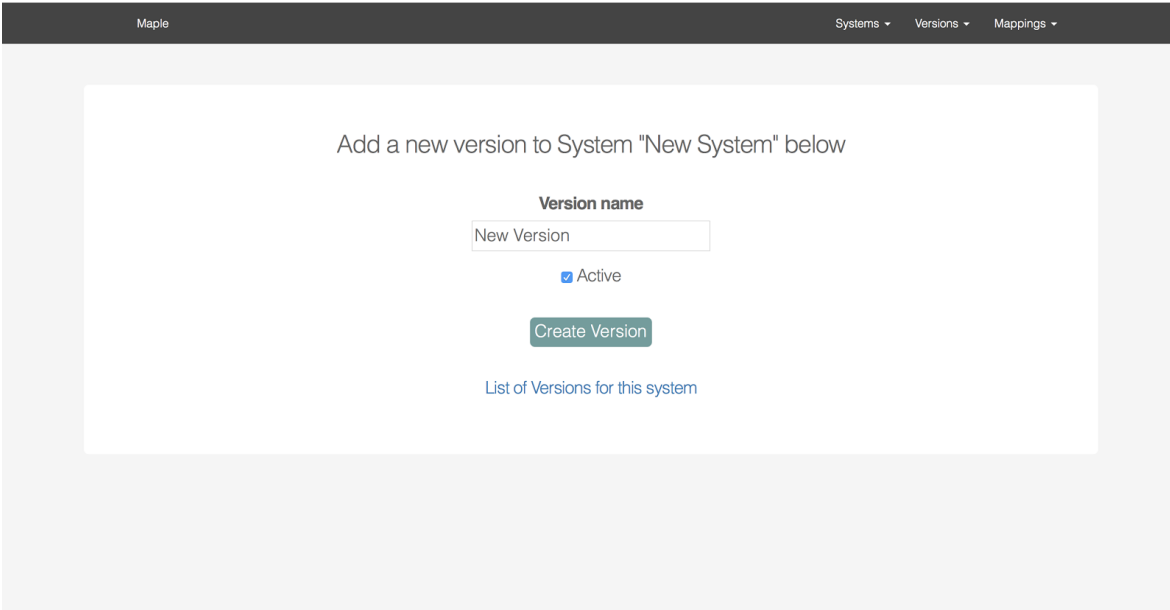 Maple Systems Versions Mappings
Add a new version to System "New System" below
Version name
New Version
Active
Create Version
List of Versions for this system